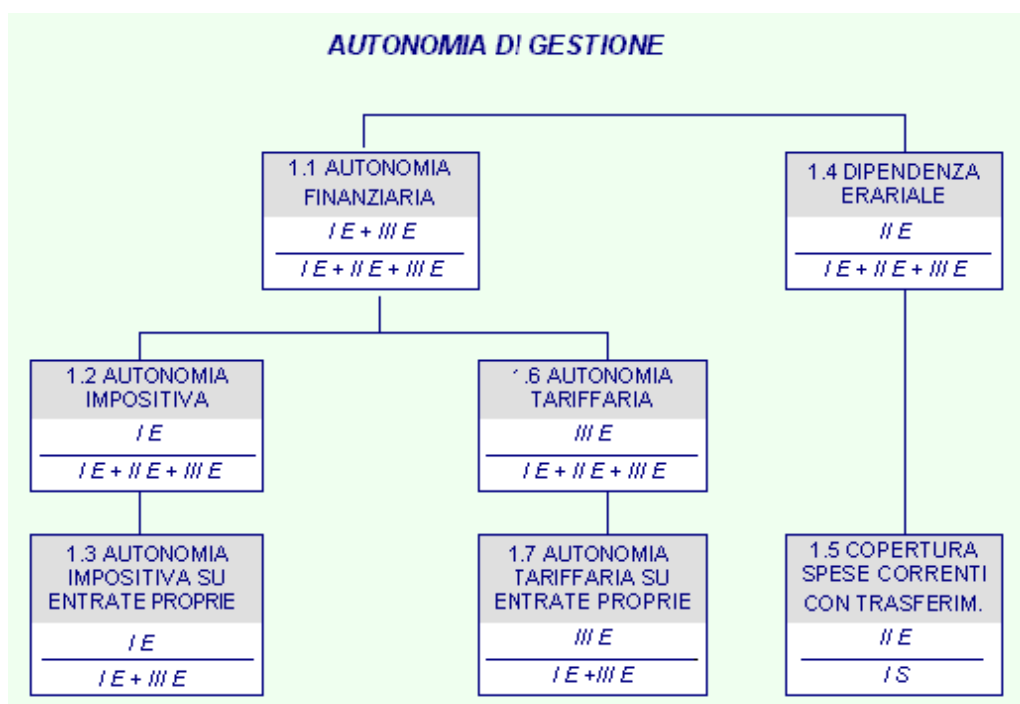 AUTONOMIA DI GESTIONE
1.1 AUTONOMIA
FINANZIARIA
I E + III E
I E + II E + III E
1.4 DIPENDENZA
ERARIALE
II E
I E + II E + III E
1.2 AUTONOMIA
IMPOSITIVA
I E
I E + II E + III E
1.6 AUTONOMIA
TARIFFARIA
III E
I E + II E + III E
1.3 AUTONOMIA
IMPOSITIVA SU
ENTRATE PROPRIE
I E
I E + III E
1.7 AUTONOMIA
TARIFFARIA SU
ENTRATE PROPRIE
III E
I E +III E
1.5 COPERTURA
SPESE CORRENTI
CON TRASFERIM.
II E
I S